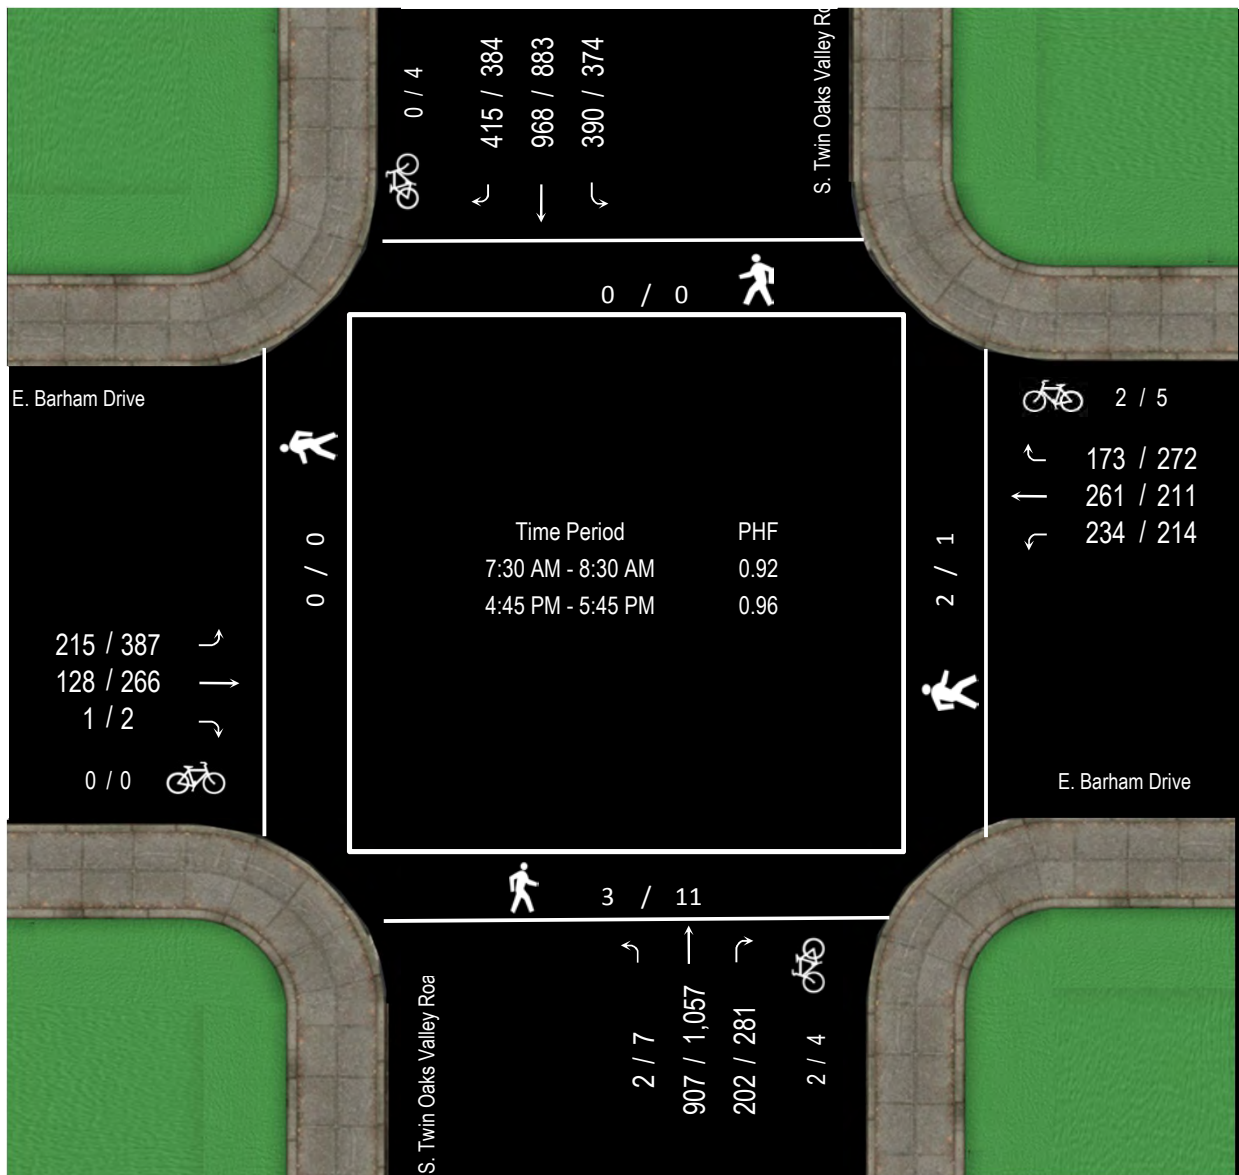 0 / 4
415 / 384
968 / 883
390 / 374
S. Twin Oaks Valley Ro
0 / 0
E. Barham Drive
2 / 5
173 / 272
261 / 211
234 / 214
0 / 0
Time Period PHF
7:30 AM - 8:30 AM 0.92
4:45 PM - 5:45 PM 0.96
2 / 1
215 / 387
128 / 266
1 / 2
0 / 0
E. Barham Drive
3 / 11
S. Twin Oaks Valley Roa
2 / 7
907 / 1,057
202 / 281
2 / 4